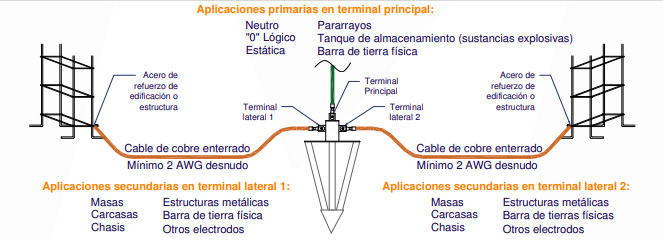 Aplicaciones primarias en terminal principal:
Neutro Pararrayos
"0" Lógico Tanque de almacenamiento (sustancias explosivas)
Estática Barra de tierra física
Acero de
refuerzo de
edificación o
estructura
Terminal
Principal
Acero de
refuerzo de
edificación o
estructura
Terminal
lateral 1
Terminal
lateral 2
Cable de cobre enterrado
Mínimo 2 AWG desnudo
Cable de cobre enterrado
Mínimo 2 AWG desnudo
Aplicaciones secundarias en terminal lateral 1:
Masas Estructuras metálicas
Carcasas Barra de tierra física
Chasis Otros electrodos
Aplicaciones secundarias en terminal lateral 2:
Masas Estructuras metálicas
Carcasas Barra de tierras física
Chasis Otros electrodos